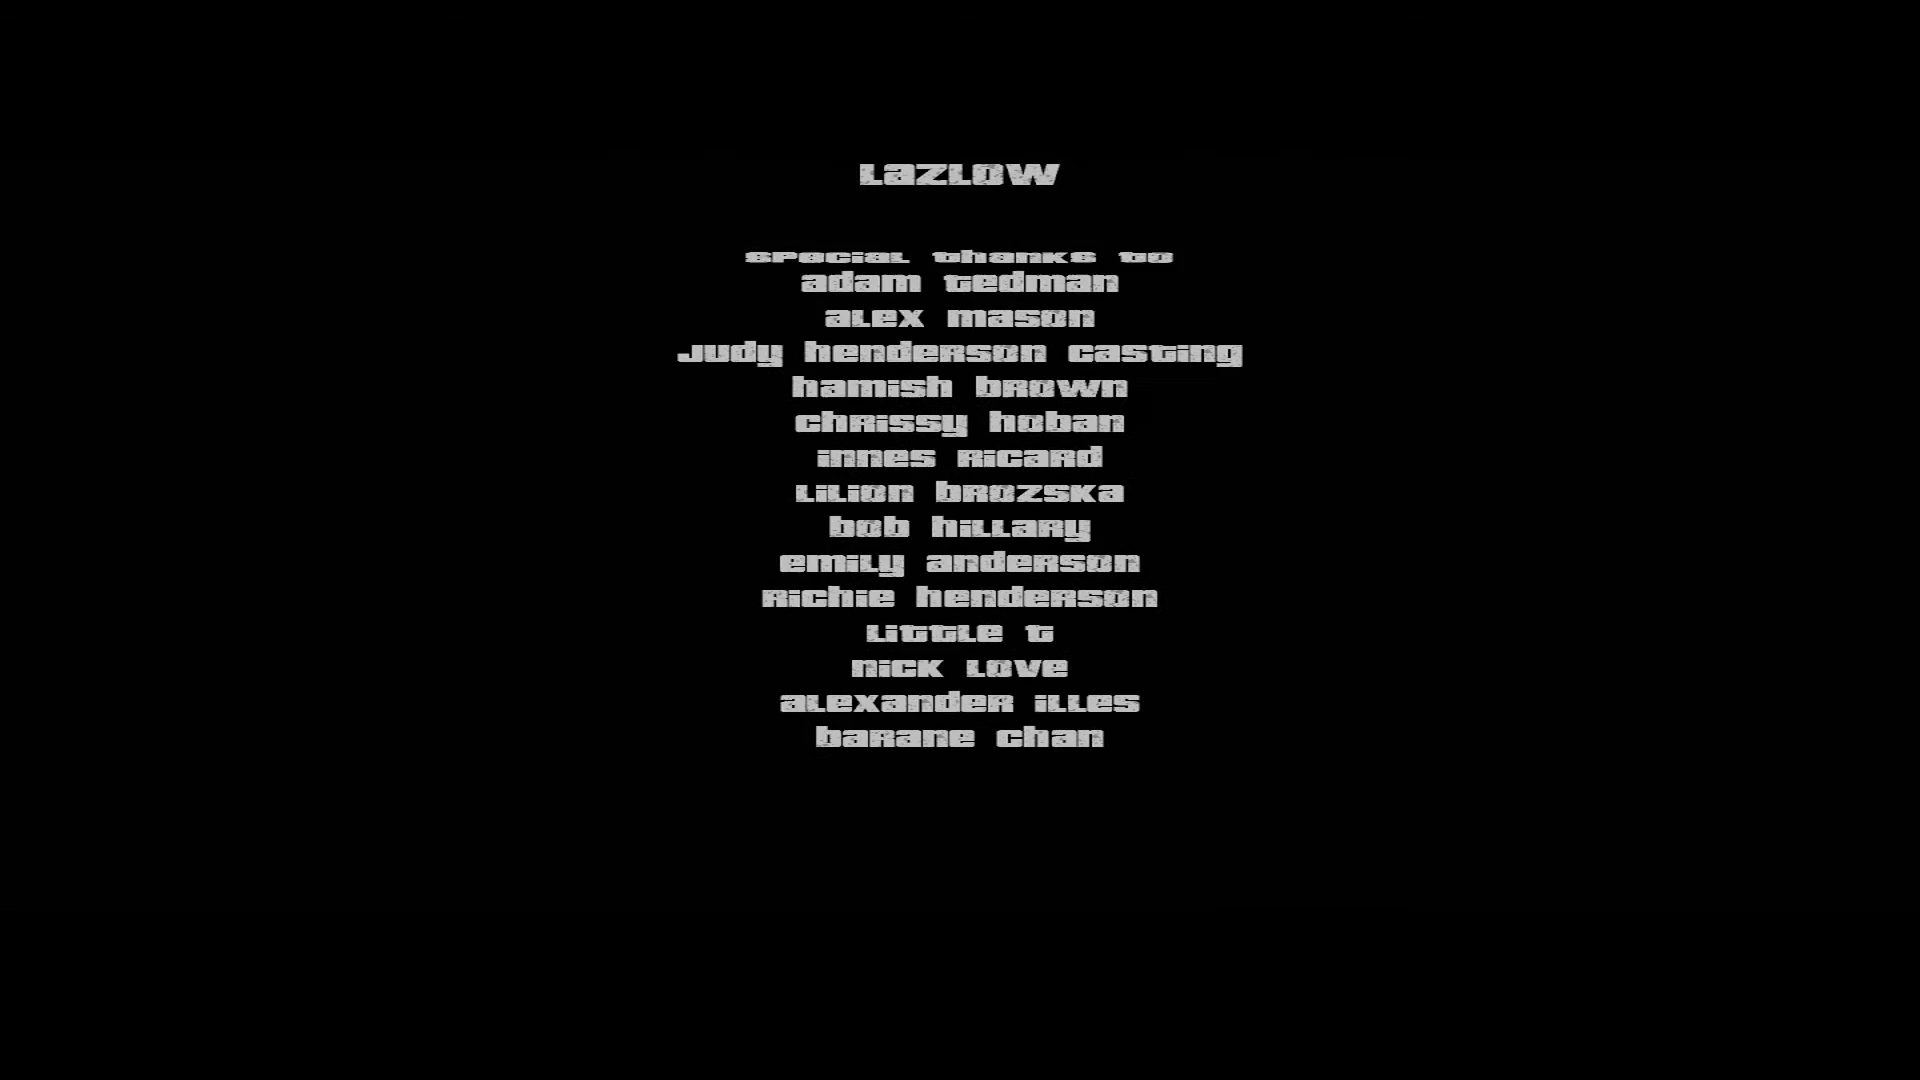 Lazlow
special thanks to
adam tedman
alex mason
Judy henderson casting
hamish brown
chrissy hoban
innes ricard
Lilion brozska
bob hillary
emily anderson
richie henderson
Little t
nick Love
alexander illes
barane chan